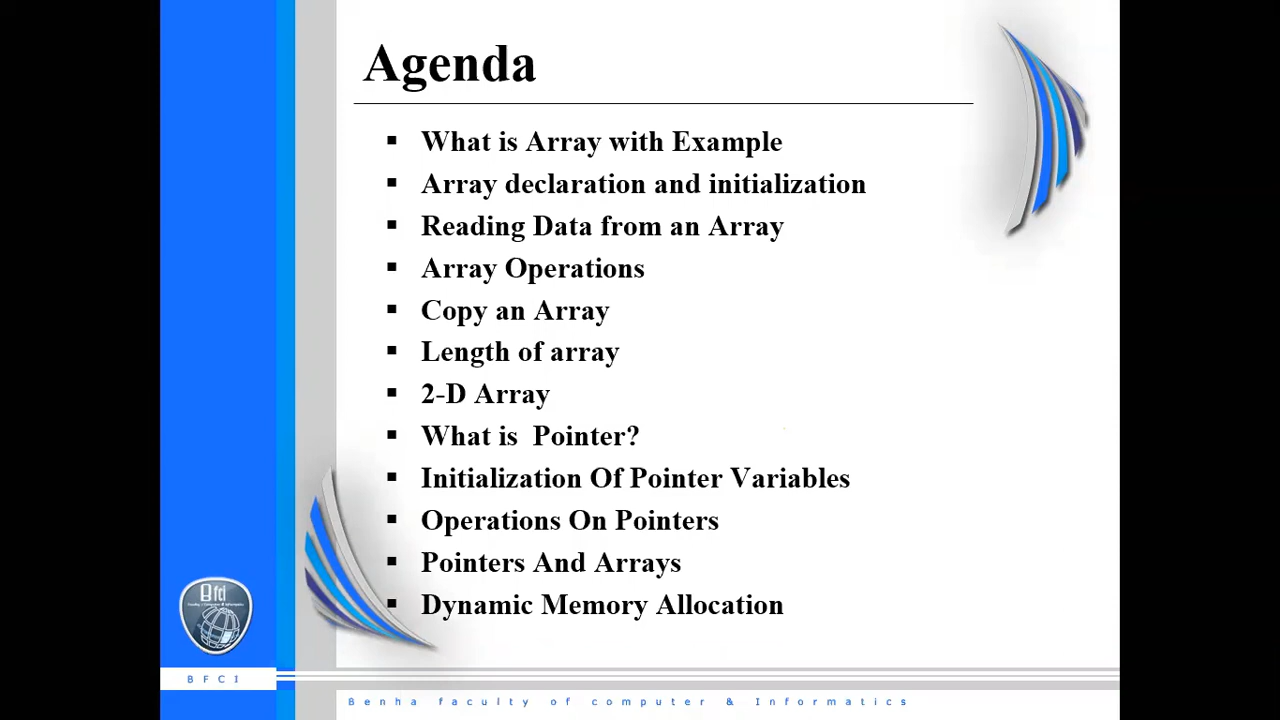 Agenda
What is Array with Example
Array declaration and initialization
Reading Data from an Array
Array Operations
Copy an Array
Length of array
2-D Array
What is Pointer?
Initialization Of Pointer Variables
Operations On Pointers
Pointers And Arrays
Dynamic Memory Allocation
fci
BFCI
Benha faculty of computer & Informatics